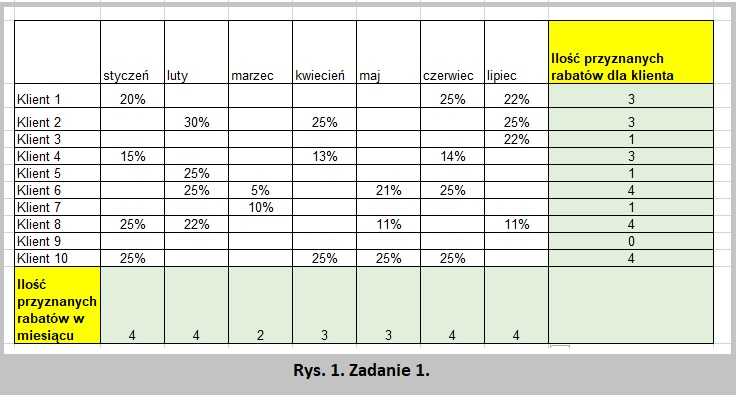 styczeń luty marzec kwiecień maj czerwiec lipiec Ilość przyznanych
rabatów dla klienta
Klient 1 20% 25% 22% 3
Klient 2 30% 25% 25% 3
Klient 3 22% 1
Klient 4 15% 13% 14% 3
Klient 5 25% 1
Klient 6 25% 5% 21% 25% 4
Klient 7 10% 1
Klient 8 25% 22% 11% 11% 4
Klient 9 0
Klient 10 25% 25% 25% 25% 4
Ilość
przyznanych
rabatów w
miesiącu 4 4 2 3 3 4 4
Rys. 1. Zadanie 1.